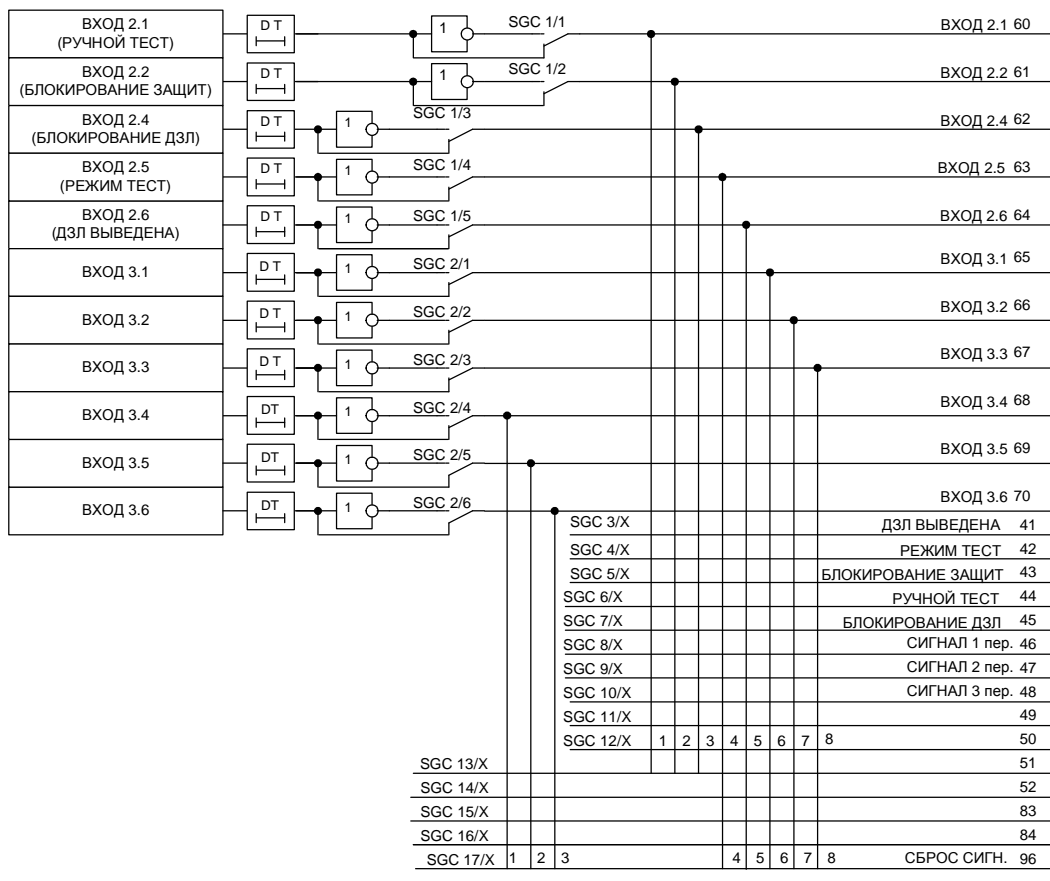 ВХОД 2.1
(РУЧНОЙ ТЕСТ)
D T
1
SGC 1/1
ВХОД 2.1 60
ВХОД 2.2
(БЛОКИРОВАНИЕ ЗАЩИТ)
D T
1
SGC 1/2
ВХОД 2.2 61
ВХОД 2.4
(БЛОКИРОВАНИЕ ДЗЛ)
D T
1
SGC 1/3
ВХОД 2.4 62
ВХОД 2.5
(РЕЖИМ ТЕСТ)
D T
1
SGC 1/4
ВХОД 2.5 63
ВХОД 2.6
(ДЗЛ ВЫВЕДЕНА)
D T
1
SGC 1/5
ВХОД 2.6 64
ВХОД 3.1
D T
1
SGC 2/1
ВХОД 3.1 65
ВХОД 3.2
D T
1
SGC 2/2
ВХОД 3.2 66
ВХОД 3.3
D T
1
SGC 2/3
ВХОД 3.3 67
ВХОД 3.4
DT
1
SGC 2/4
ВХОД 3.4 68
ВХОД 3.5
DT
1
SGC 2/5
ВХОД 3.5 69
ВХОД 3.6
DT
1
SGC 2/6
ВХОД 3.6 70
SGC 3/X ДЗЛ ВЫВЕДЕНА 41
SGC 4/X РЕЖИМ ТЕСТ 42
SGC 5/X БЛОКИРОВАНИЕ ЗАЩИТ 43
SGC 6/X РУЧНОЙ ТЕСТ 44
SGC 7/X БЛОКИРОВАНИЕ ДЗЛ 45
SGC 8/X СИГНАЛ 1 пер. 46
SGC 9/X СИГНАЛ 2 пер. 47
SGC 10/X СИГНАЛ 3 пер. 48
SGC 11/X 49
SGC 12/X 1 2 3 4 5 6 7 8 50
SGC 13/X 51
SGC 14/X 52
SGC 15/X 83
SGC 16/X 84
SGC 17/X 1 2 3 4 5 6 7 8 СБРОС СИГН. 96